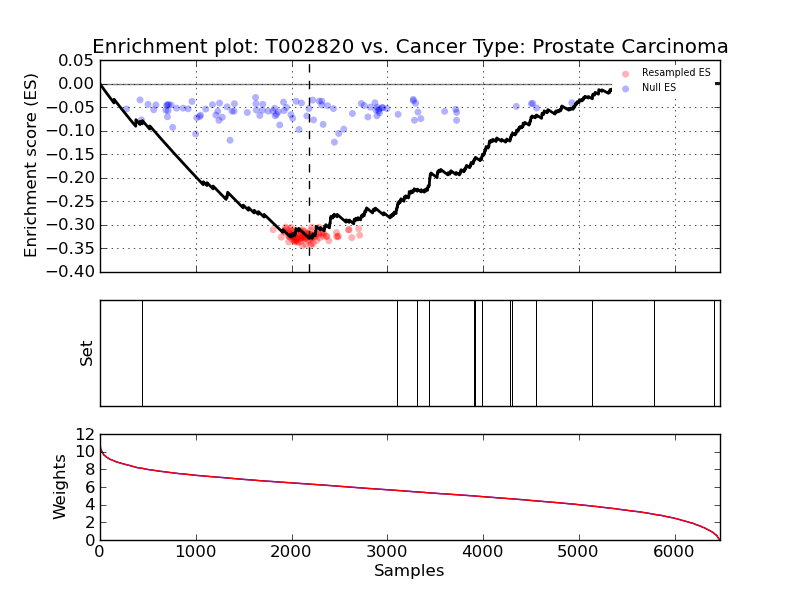 Enrichment plot: T002820 vs. Cancer Type: Prostate Carcinoma
Enrichment score (ES)
0.05
0.00
−0.05
−0.10
−0.15
−0.20
−0.25
−0.30
−0.35
−0.40
Resampled ES
Null ES
Set
Weights
12
10
8
6
4
2
0
0 1000 2000 3000 4000 5000 6000
Samples